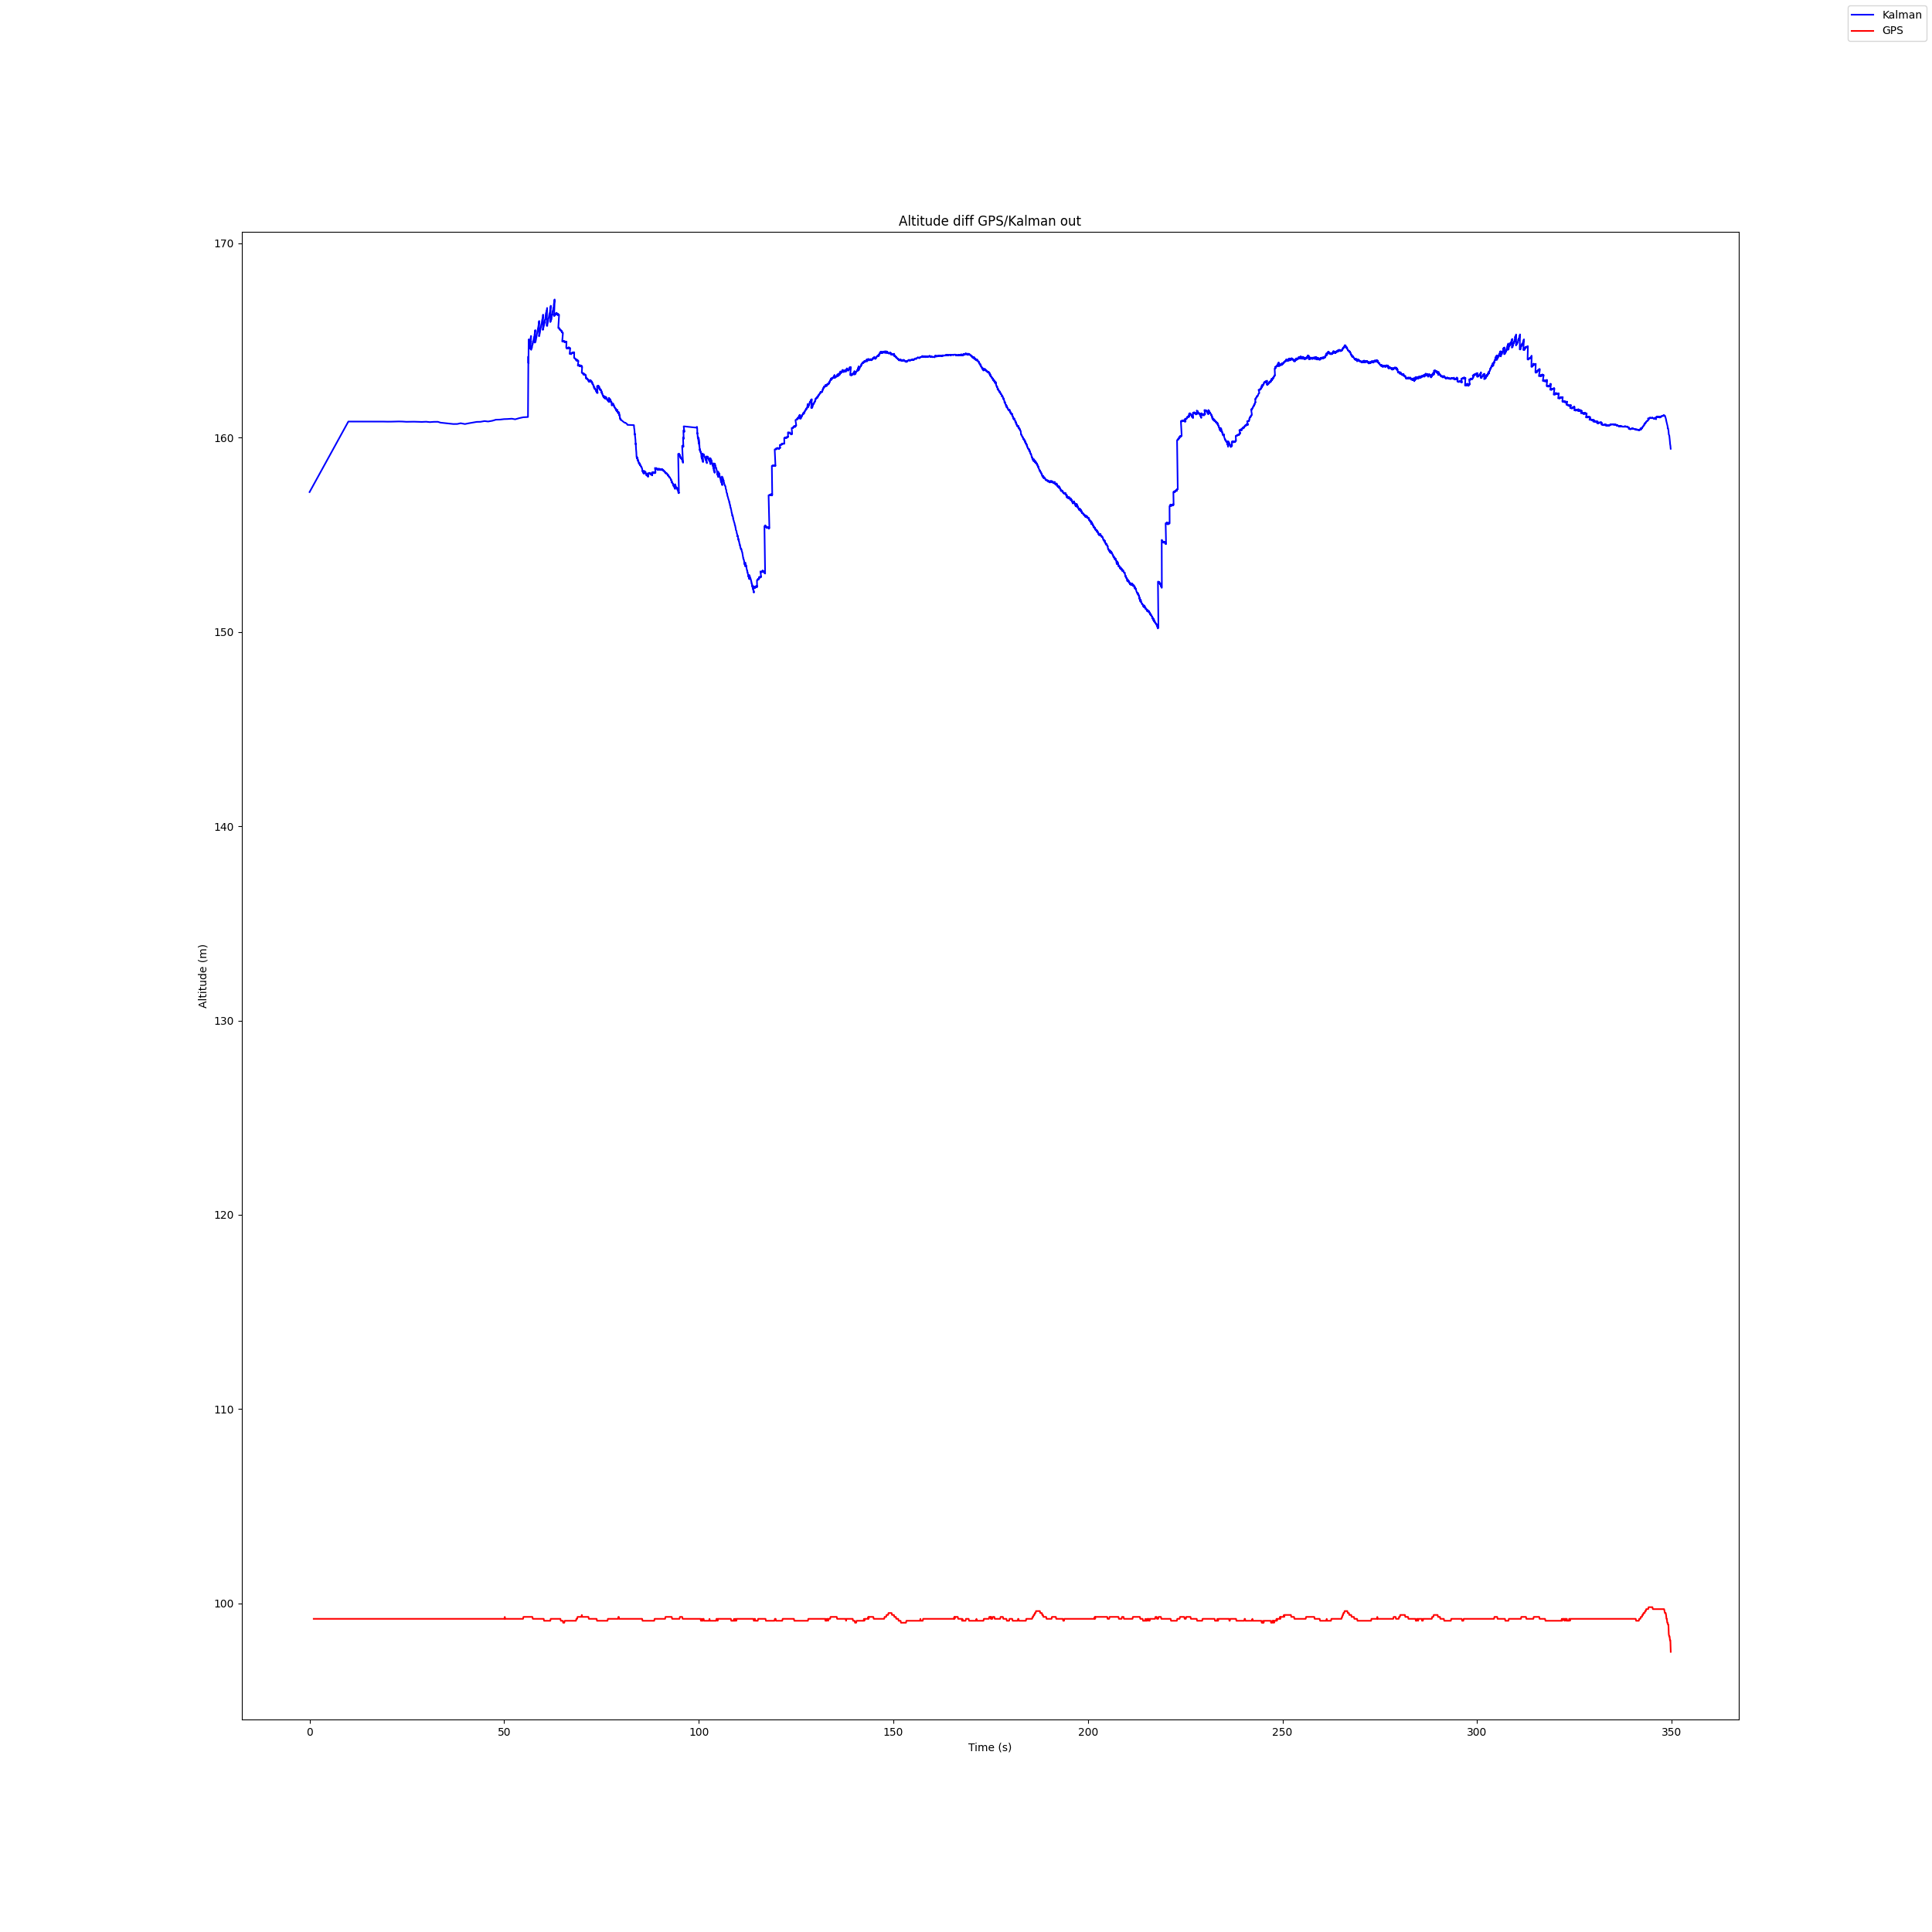 Kalman
GPS
Altitude diff GPS/Kalman out
170
160
150
140
130
120
110
100
Altitude (m)
0 50 100 150 200 250 300 350
Time (s)